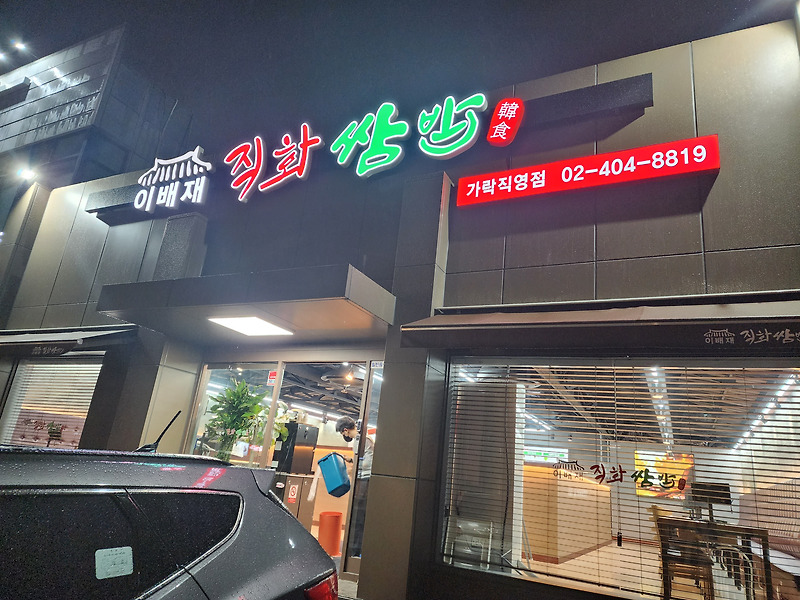 이배재 직화 쌈밥 韓食
가락직영점 02-404-8819
이배재 직화쌈밥
이배재 직화 쌈밥